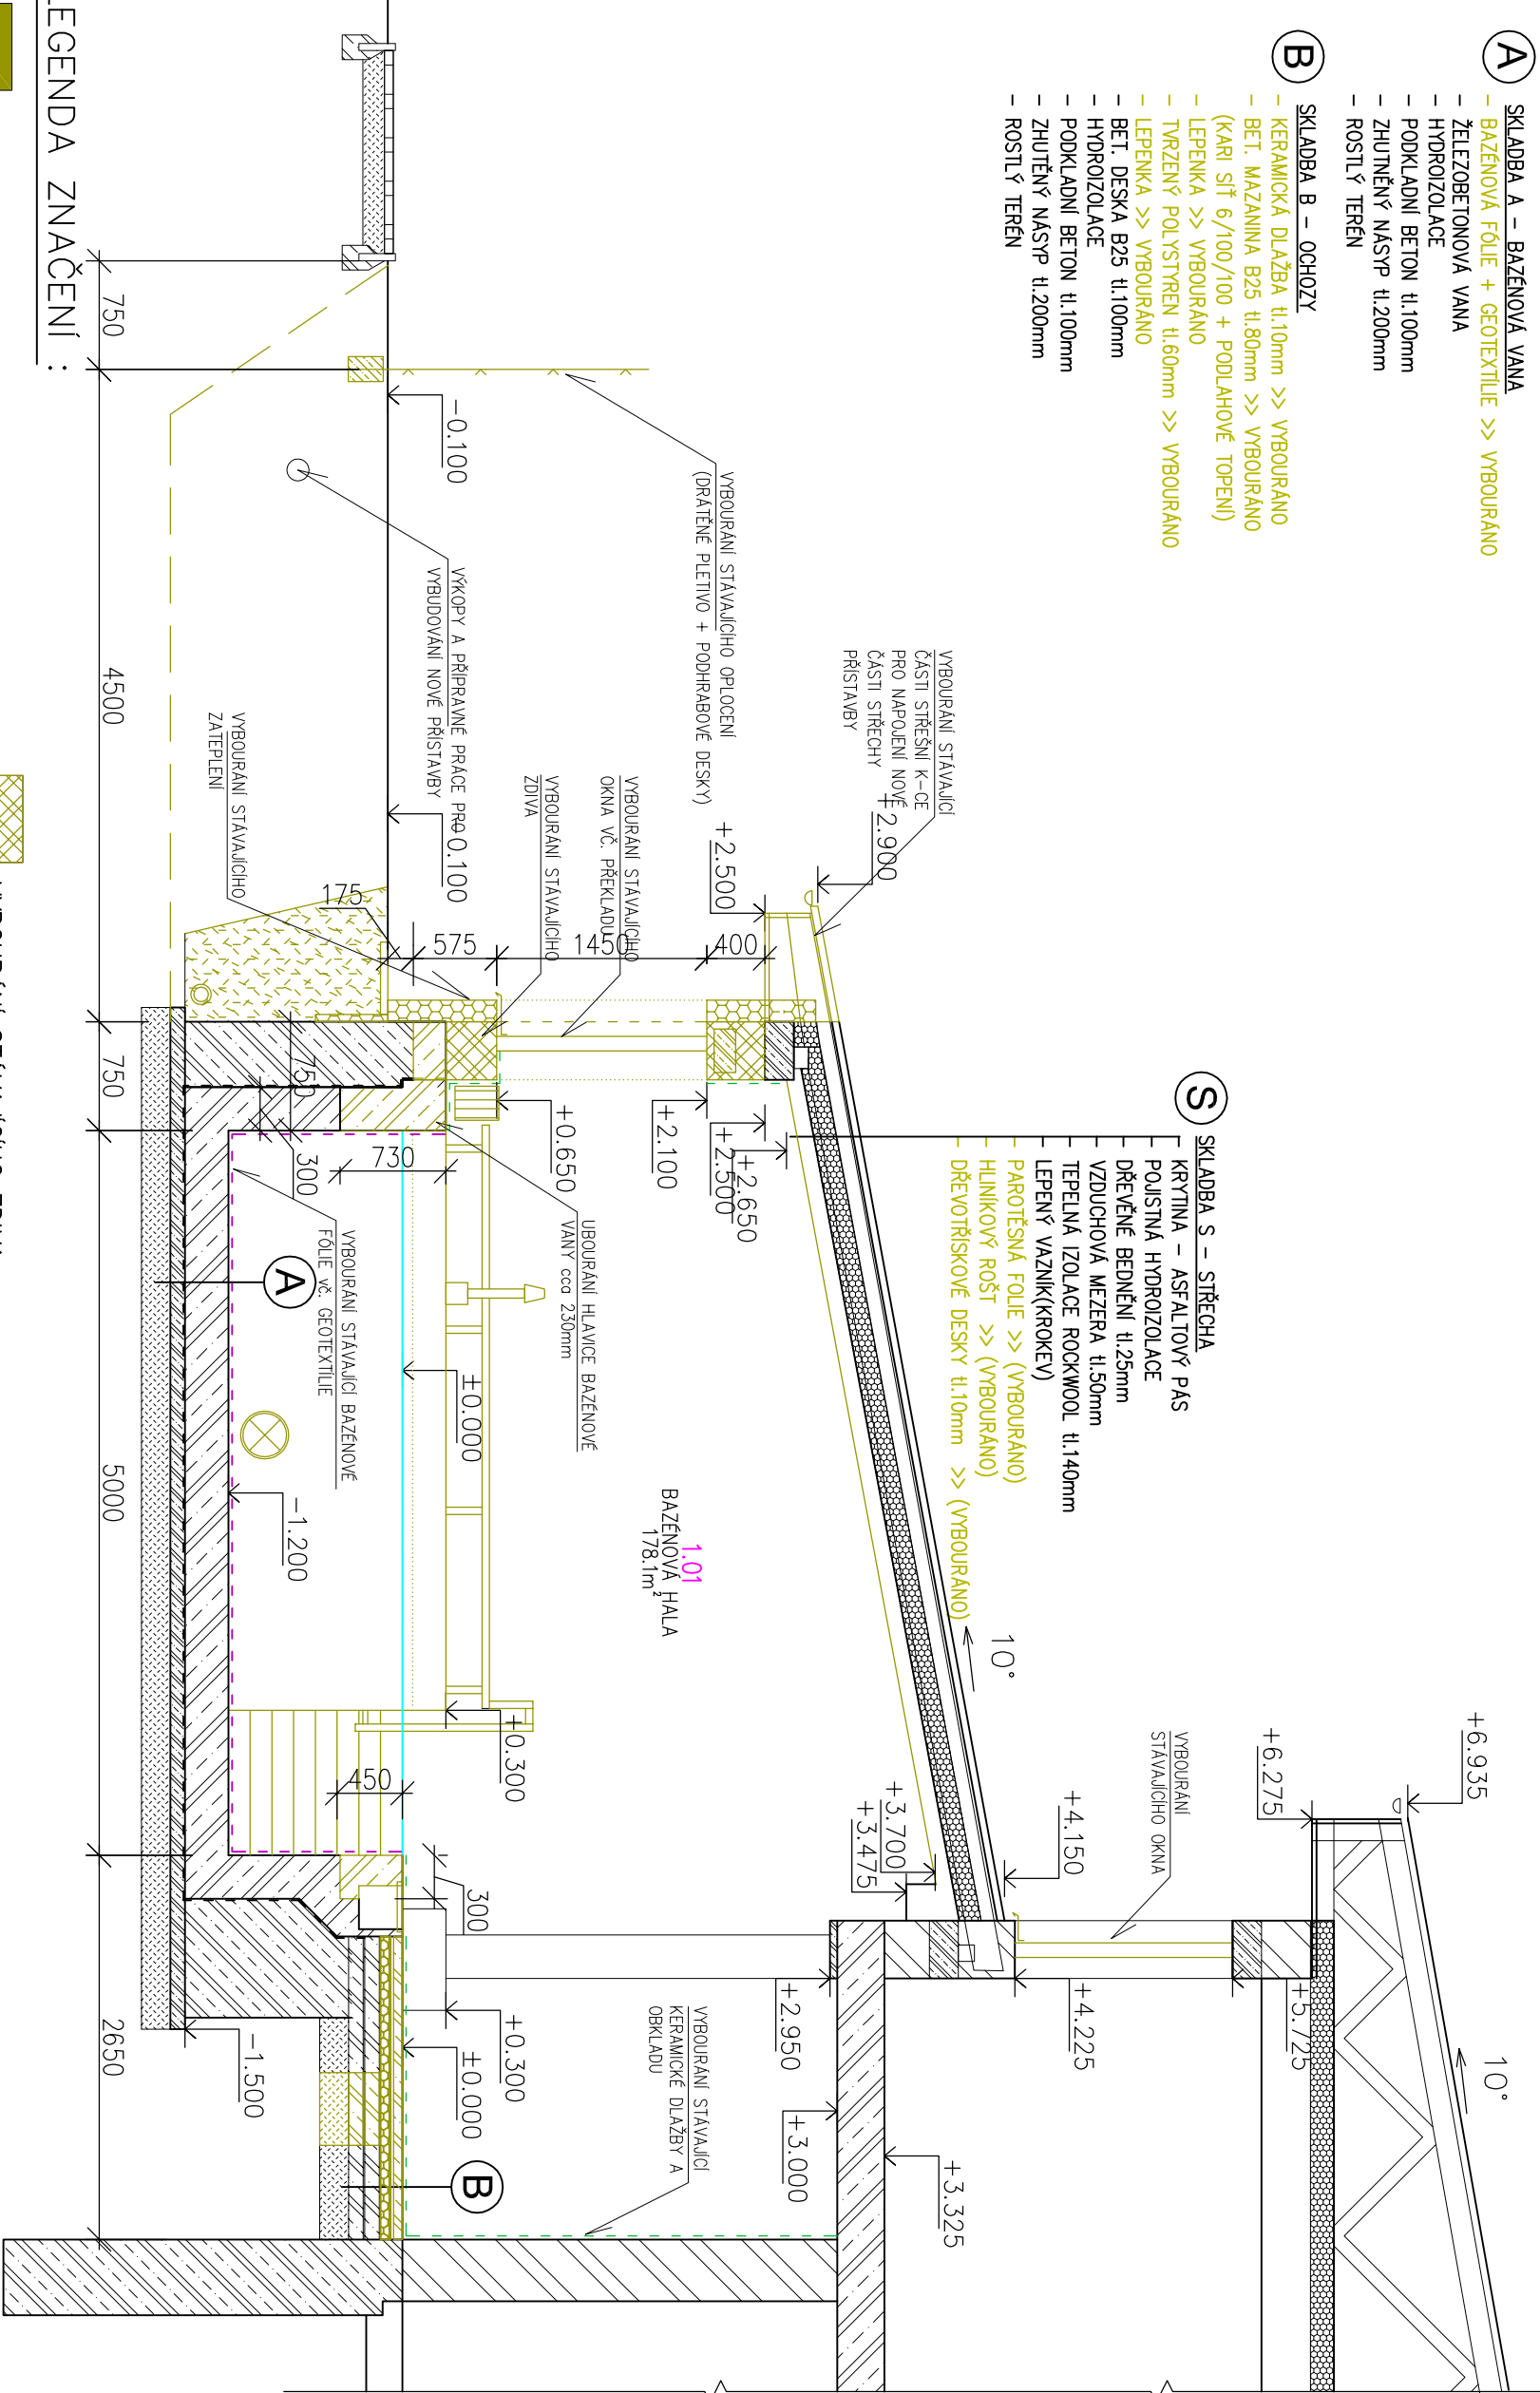 A
SKLADBA A - BAZÉNOVÁ VANA
- BAZÉNOVÁ FÓLIE + GEOTEXTÍLIE >> VYBOURÁNO
- ŽELEZOBETONOVÁ VANA
- HYDROIZOLACE
- PODKLADNÍ BETON tl.100mm
- ZHUTNĚNÝ NÁSYP tl.200mm
- ROSTLÝ TERÉN
B
SKLADBA B - OCHOZY
- KERAMICKÁ DLAŽBA tl.10mm >> VYBOURÁNO
- BET. MAZANINA B25 tl.80mm >> VYBOURÁNO
(KARI SÍŤ 6/100/100 + PODLAHOVÉ TOPENÍ)
- LEPENKA >> VYBOURÁNO
- TVRZENÝ POLYSTYREN tl.60mm >> VYBOURÁNO
- LEPENKA >> VYBOURÁNO
- BET. DESKA B25 tl.100mm
- HYDROIZOLACE
- PODKLADNÍ BETON tl.100mm
- ZHUTĚNÝ NÁSYP tl.200mm
- ROSTLÝ TERÉN
S
SKLADBA S - STŘECHA
KRYTINA - ASFALTOVÝ PÁS
POJISTNÁ HYDROIZOLACE
DŘEVĚNÉ BEDNĚNÍ tl.25mm
VZDUCHOVÁ MEZERA tl.50mm
TEPELNÁ IZOLACE ROCKWOOL tl.140mm
LEPENÝ VAZNÍK(KROKEV)
PAROTĚSNÁ FOLIE >> (VYBOURÁNO)
HLINÍKOVÝ ROŠT >> (VYBOURÁNO)
DŘEVOTŘÍSKOVÉ DESKY tl.10mm >> (VYBOURÁNO)
+6.935
10°
+6.275
+5.725
VYBOURÁNÍ
STÁVAJÍCÍHO OKNA
+4.150
+4.225
10°
VYBOURÁNÍ STÁVAJÍCÍ
ČÁSTI STŘEŠNÍ K-CE
PRO NAPOJENÍ NOVÉ
ČÁSTI STŘECHY
PŘÍSTAVBY
+2.900
+3.700
+3.475
+3.325
+2.500
+2.650
+2.500
+2.100
+2.950
+3.000
VYBOURÁNÍ STÁVAJÍCÍHO OPLOCENÍ
(DRÁTĚNÉ PLETIVO + PODHRABOVÉ DESKY)
400
1450
575
175
VYBOURÁNÍ STÁVAJÍCÍHO
OKNA VČ. PŘEKLADU
VYBOURÁNÍ STÁVAJÍCÍHO
ZDIVA
1.01
BAZÉNOVÁ HALA
178.1m²
VYBOURÁNÍ STÁVAJÍCÍ
KERAMICKÉ DLAŽBY A
OBKLADU
+0.650
UBOURÁNÍ HLAVICE BAZÉNOVÉ
VANY cca 230mm
+0.300
+0.300
±0.000
±0.000
-0.100
VÝKOPY A PŘÍPRAVNÉ PRÁCE PRO
VYBUDOVÁNÍ NOVÉ PŘÍSTAVBY
-0.100
730
450
300
B
VYBOURÁNÍ STÁVAJÍCÍ BAZÉNOVÉ
FÓLIE vč. GEOTEXTÍLIE
750
300
A
-1.200
-1.500
VYBOURÁNÍ STÁVAJÍCÍHO
ZATEPLENÍ
750
4500
750
5000
2650
LEGENDA ZNAČENÍ :